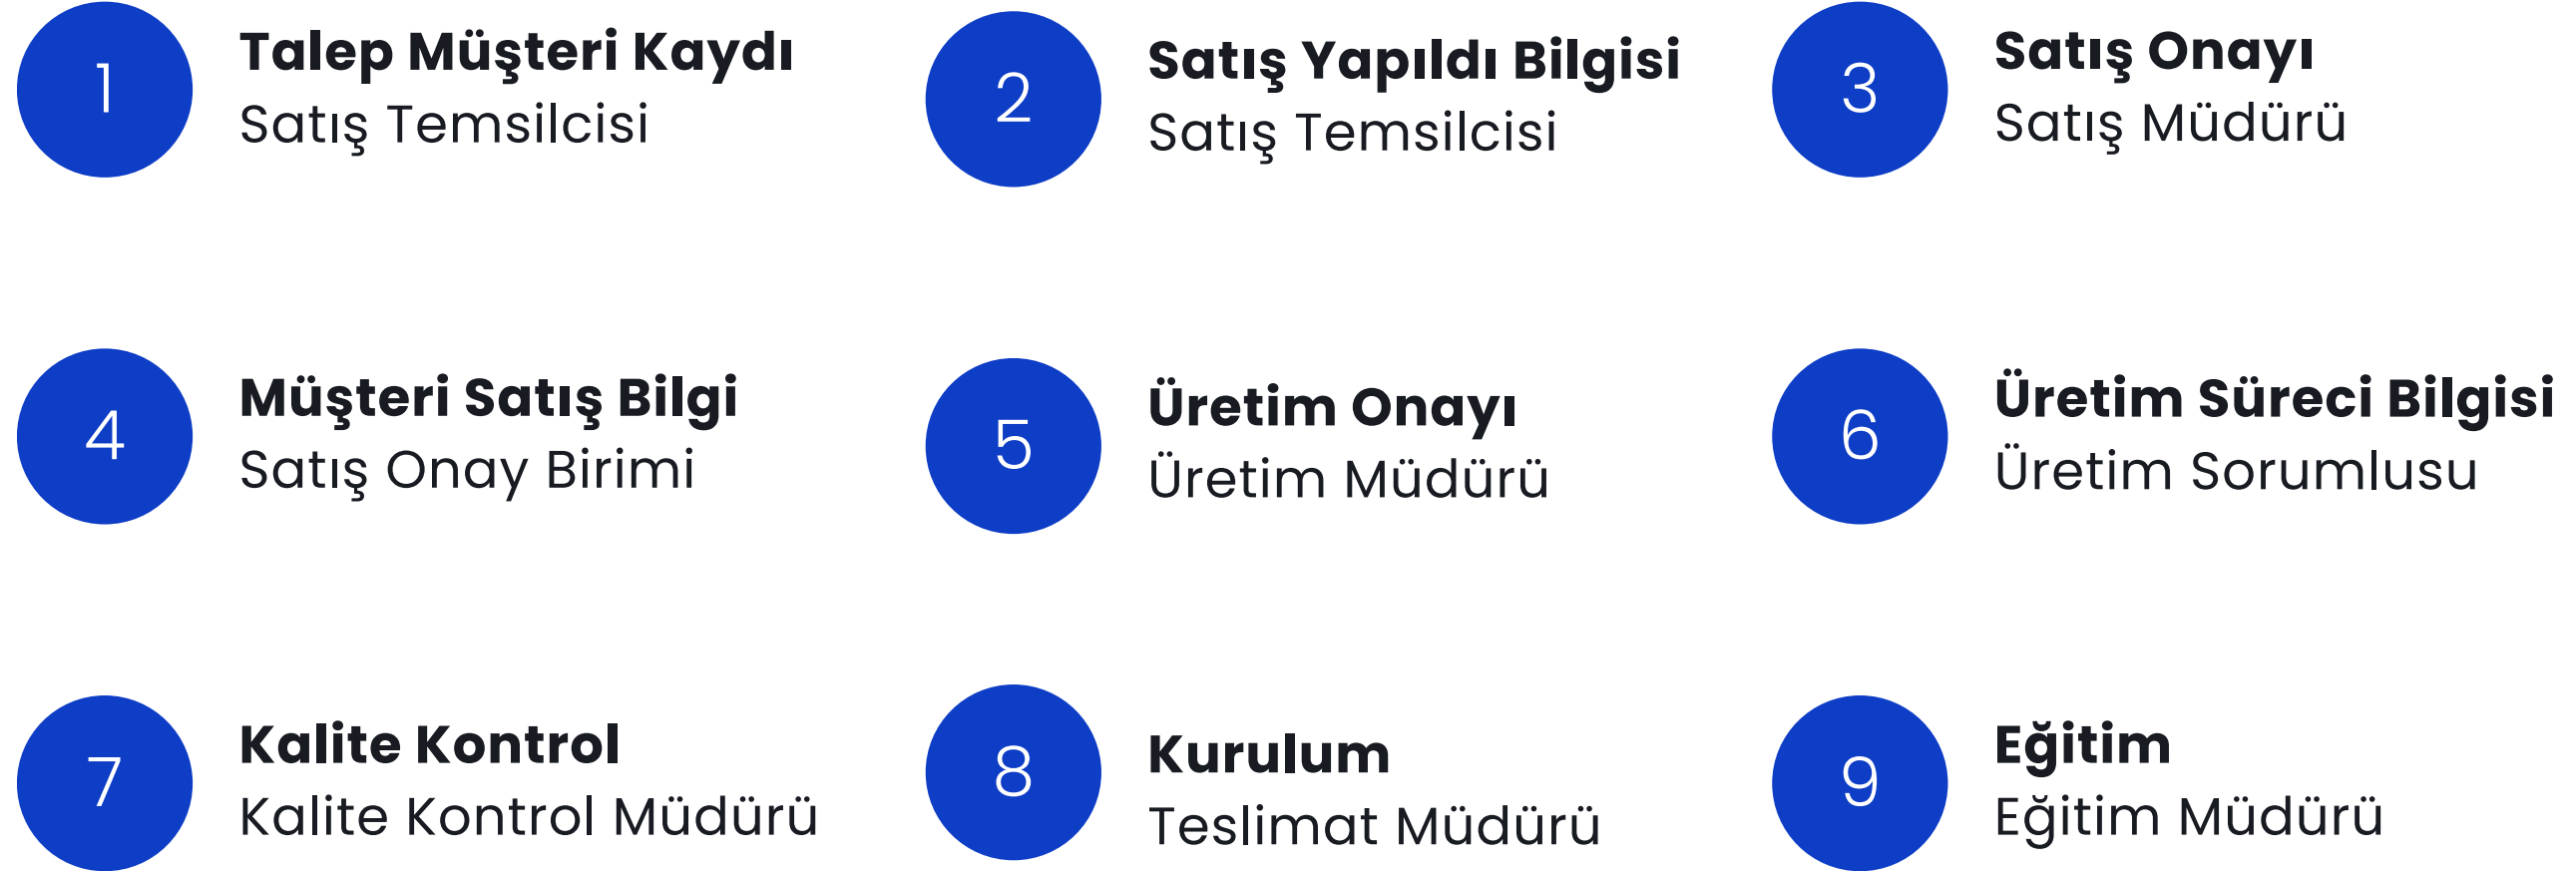 1
Talep Müşteri Kaydı
Satış Temsilcisi
2
Satış Yapıldı Bilgisi
Satış Temsilcisi
3
Satış Onayı
Satış Müdürü
4
Müşteri Satış Bilgi
Satış Onay Birimi
5
Üretim Onayı
Üretim Müdürü
6
Üretim Süreci Bilgisi
Üretim Sorumlusu
7
Kalite Kontrol
Kalite Kontrol Müdürü
8
Kurulum
Teslimat Müdürü
9
Eğitim
Eğitim Müdürü